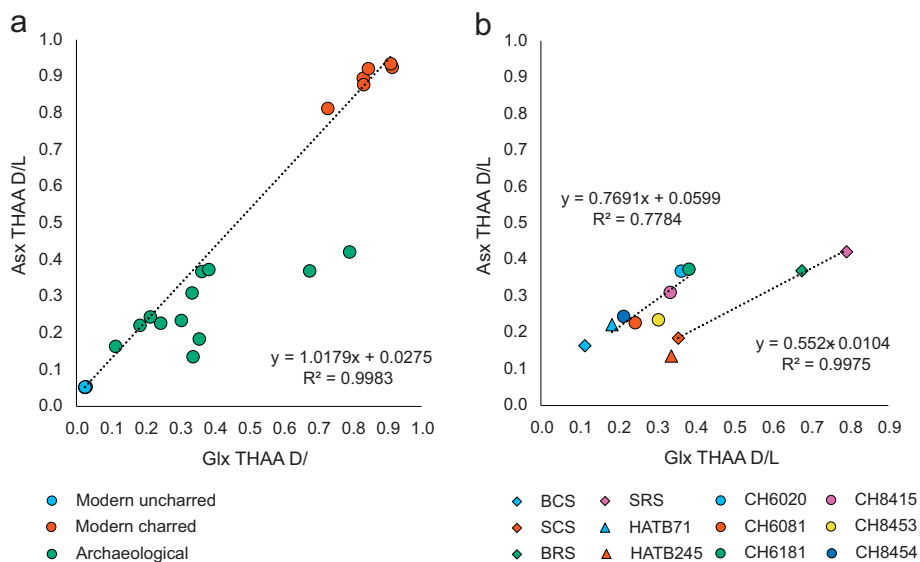 a
1.0
0.9
0.8
0.7
0.6
0.5
0.4
0.3
0.2
0.1
0.0
Asx THAA D/L
y = 1.0179x + 0.0275
R² = 0.9983
0.0 0.1 0.2 0.3 0.4 0.5 0.6 0.7 0.8 0.9 1.0
Glx THAA D/
Modern uncharred
Modern charred
Archaeological
b
1.0
0.9
0.8
0.7
0.6
0.5
0.4
0.3
0.2
0.1
0.0
Asx THAA D/L
y = 0.7691x + 0.0599
R² = 0.7784
y = 0.552x - 0.0104
R² = 0.9975
0.0 0.1 0.2 0.3 0.4 0.5 0.6 0.7 0.8 0.9
Glx THAA D/L
BCS SRS CH6020 CH8415
SCS HATB71 CH6081 CH8453
BRS HATB245 CH6181 CH8454